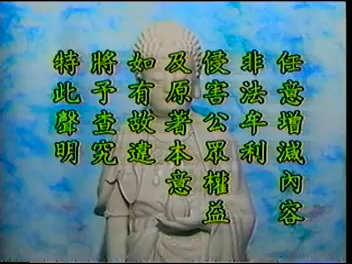 任意增減內容
非法年利
侵害公眾權益
及原著本意
如有故違
將予查究
特此聲明